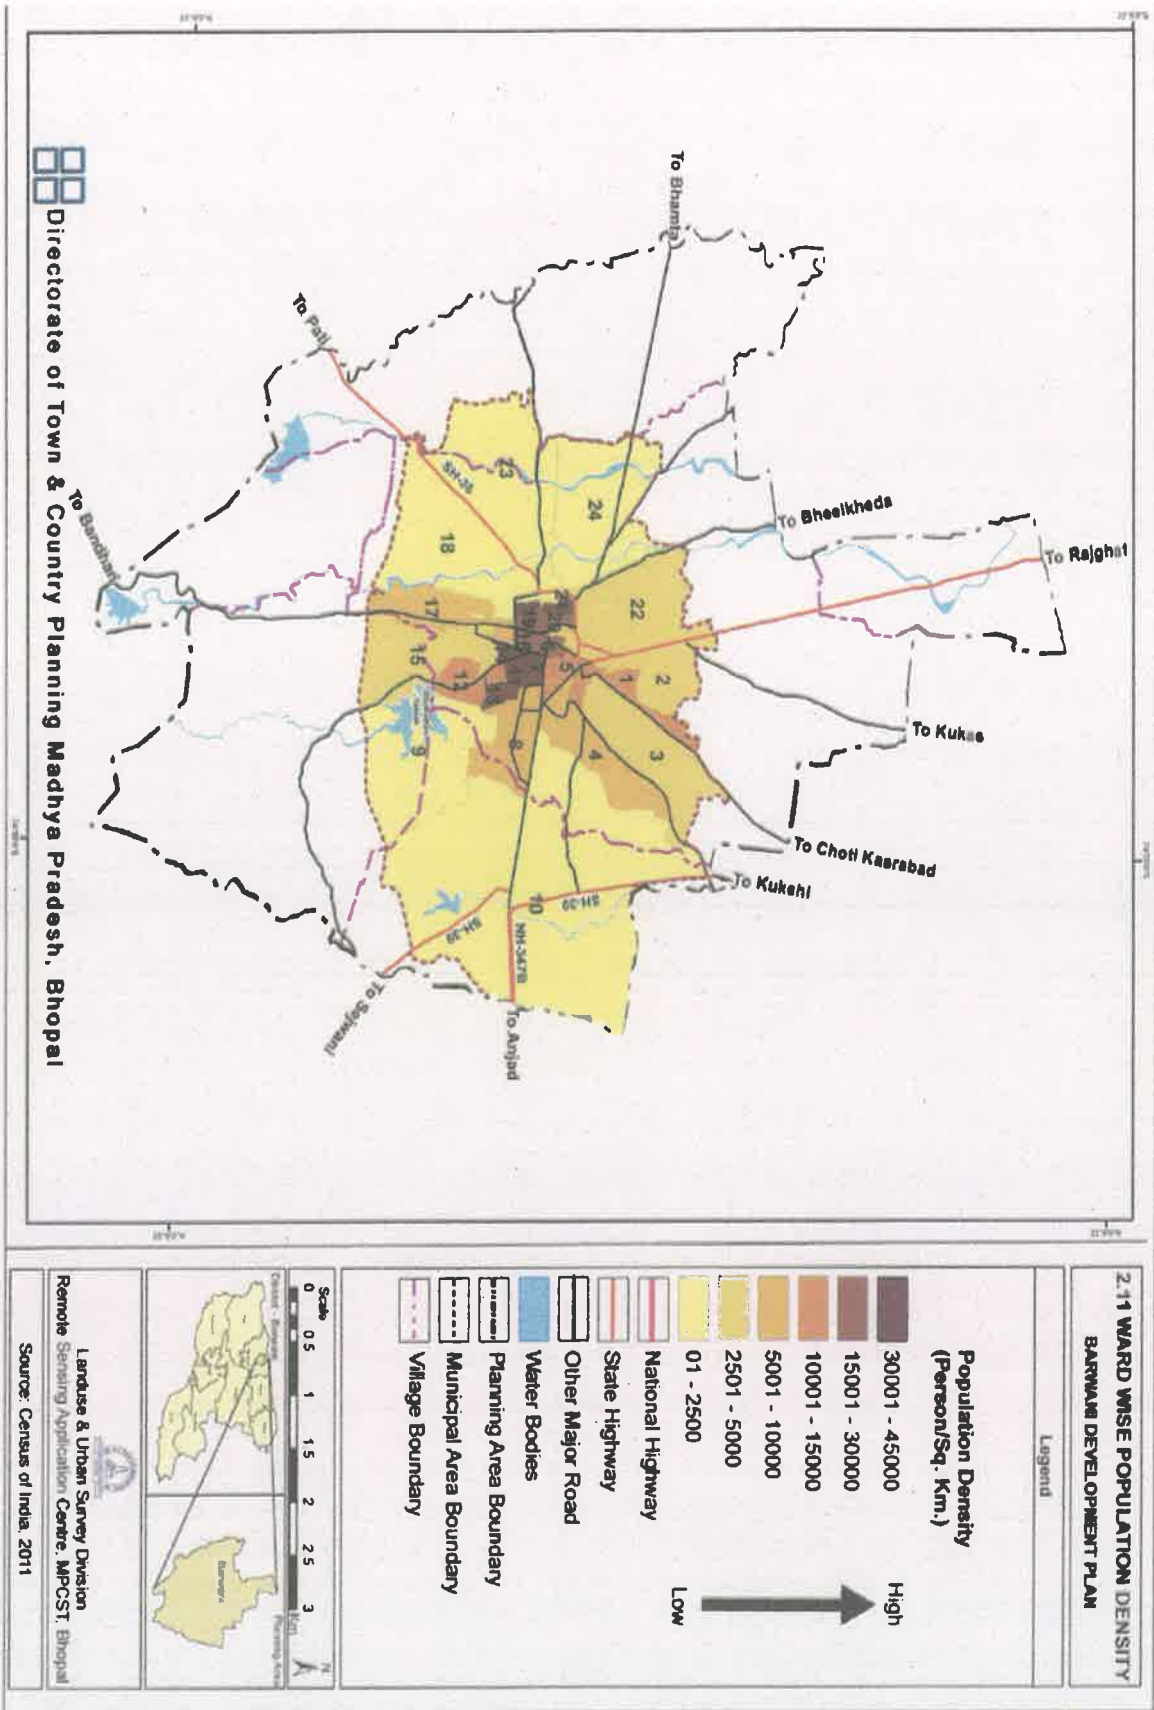 2.11 WARD WISE POPULATION DENSITY
BARWANI DEVELOPMENT PLAN
Legend
Population Density
(Person/Sq. Km.)
30001 - 45000
15001 - 30000
10001 - 15000
5001 - 10000
2501 - 5000
01 - 2500
High
Low
National Highway
State Highway
Other Major Road
Water Bodies
Planning Area Boundary
Municipal Area Boundary
Village Boundary
Scale
0 0.5 1 1.5 2 2.5 3
Km
N
Planning Area
Barwani
Landuse & Urban Survey Division
Remote Sensing Application Centre, MPCST, Bhopal
Source: Census of India, 2011
To Rajghat
To Bheelkheda
To Kukas
To Choti Kasrabad
To Kukshi
To Bhamta
To Pati
To Bandhan
To Sejwani
To Anjad
SH-39
SH-39
NH-347B
1
2
3
4
5
8
9
10
12
15
17
18
22
23
24
Directorate of Town & Country Planning Madhya Pradesh, Bhopal